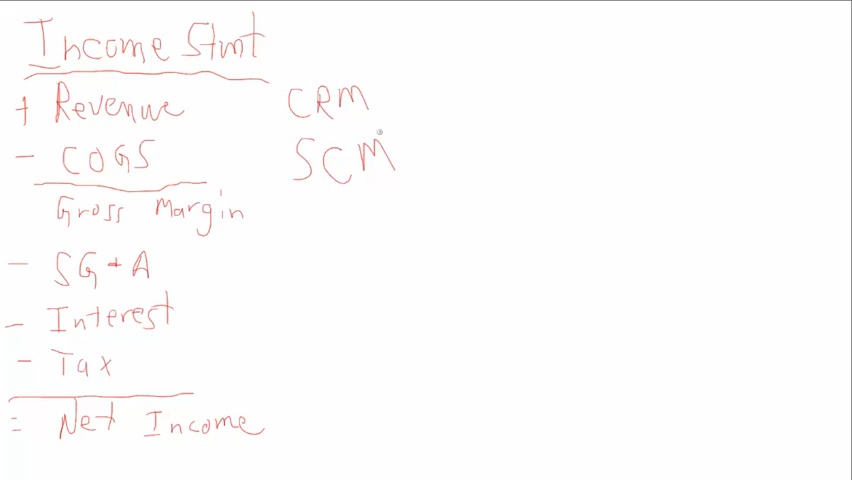 Income Stmt
+ Revenue CRM
- COGS SCM
Gross Margin
- SG+A
- Interest
- Tax
= Net Income